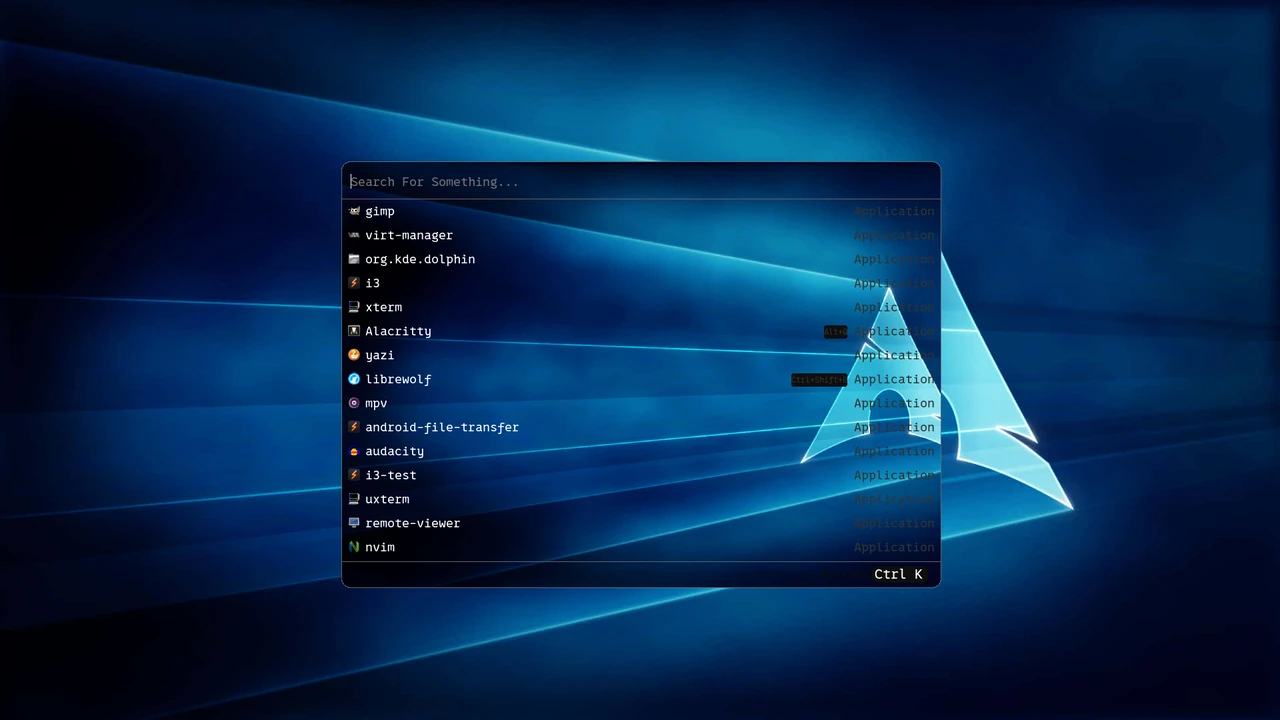 Search For Something...
gimp Application
virt-manager Application
org.kde.dolphin Application
i3 Application
xterm Application
Alacritty Application
yazi Application
librewolf Ctrl+Shift+ Application
mpv Application
android-file-transfer Application
audacity Application
i3-test Application
uxterm Application
remote-viewer Application
nvim Application
Ctrl K